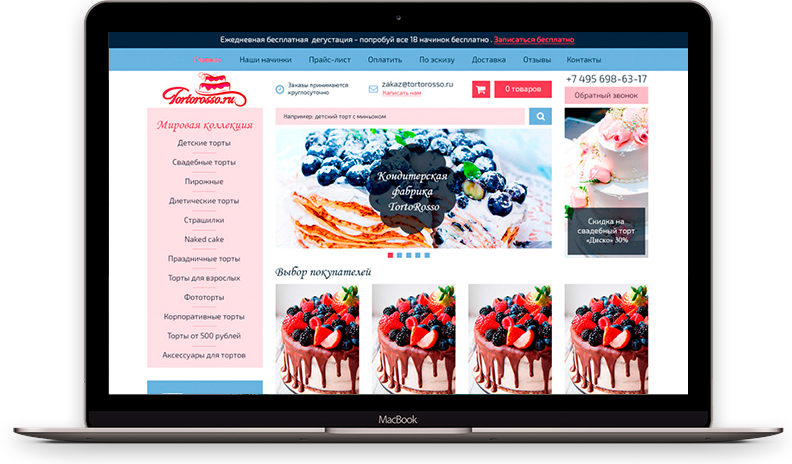 Ежедневная бесплатная дегустация - попробуй все 18 начинок бесплатно . Записаться бесплатно
Главная Наши начинки Прайс-лист Оплатить По эскизу Доставка Отзывы Контакты
Tortorosso.ru
Заказы принимаются
круглосуточно
zakaz@tortorosso.ru
Написать нам
0 товаров
+7 495 698-63-17
Обратный звонок
Например: детский торт с миньоком
Мировая коллекция
Детские торты
Свадебные торты
Пирожные
Диетические торты
Страшилки
Naked cake
Праздничные торты
Торты для взрослых
Фототорты
Корпоративные торты
Торты от 500 рублей
Аксессуары для тортов
Кондитерская
фабрика
TortoRosso
Скидка на
свадебный торт
«Диско» 30%
Выбор покупателей
MacBook